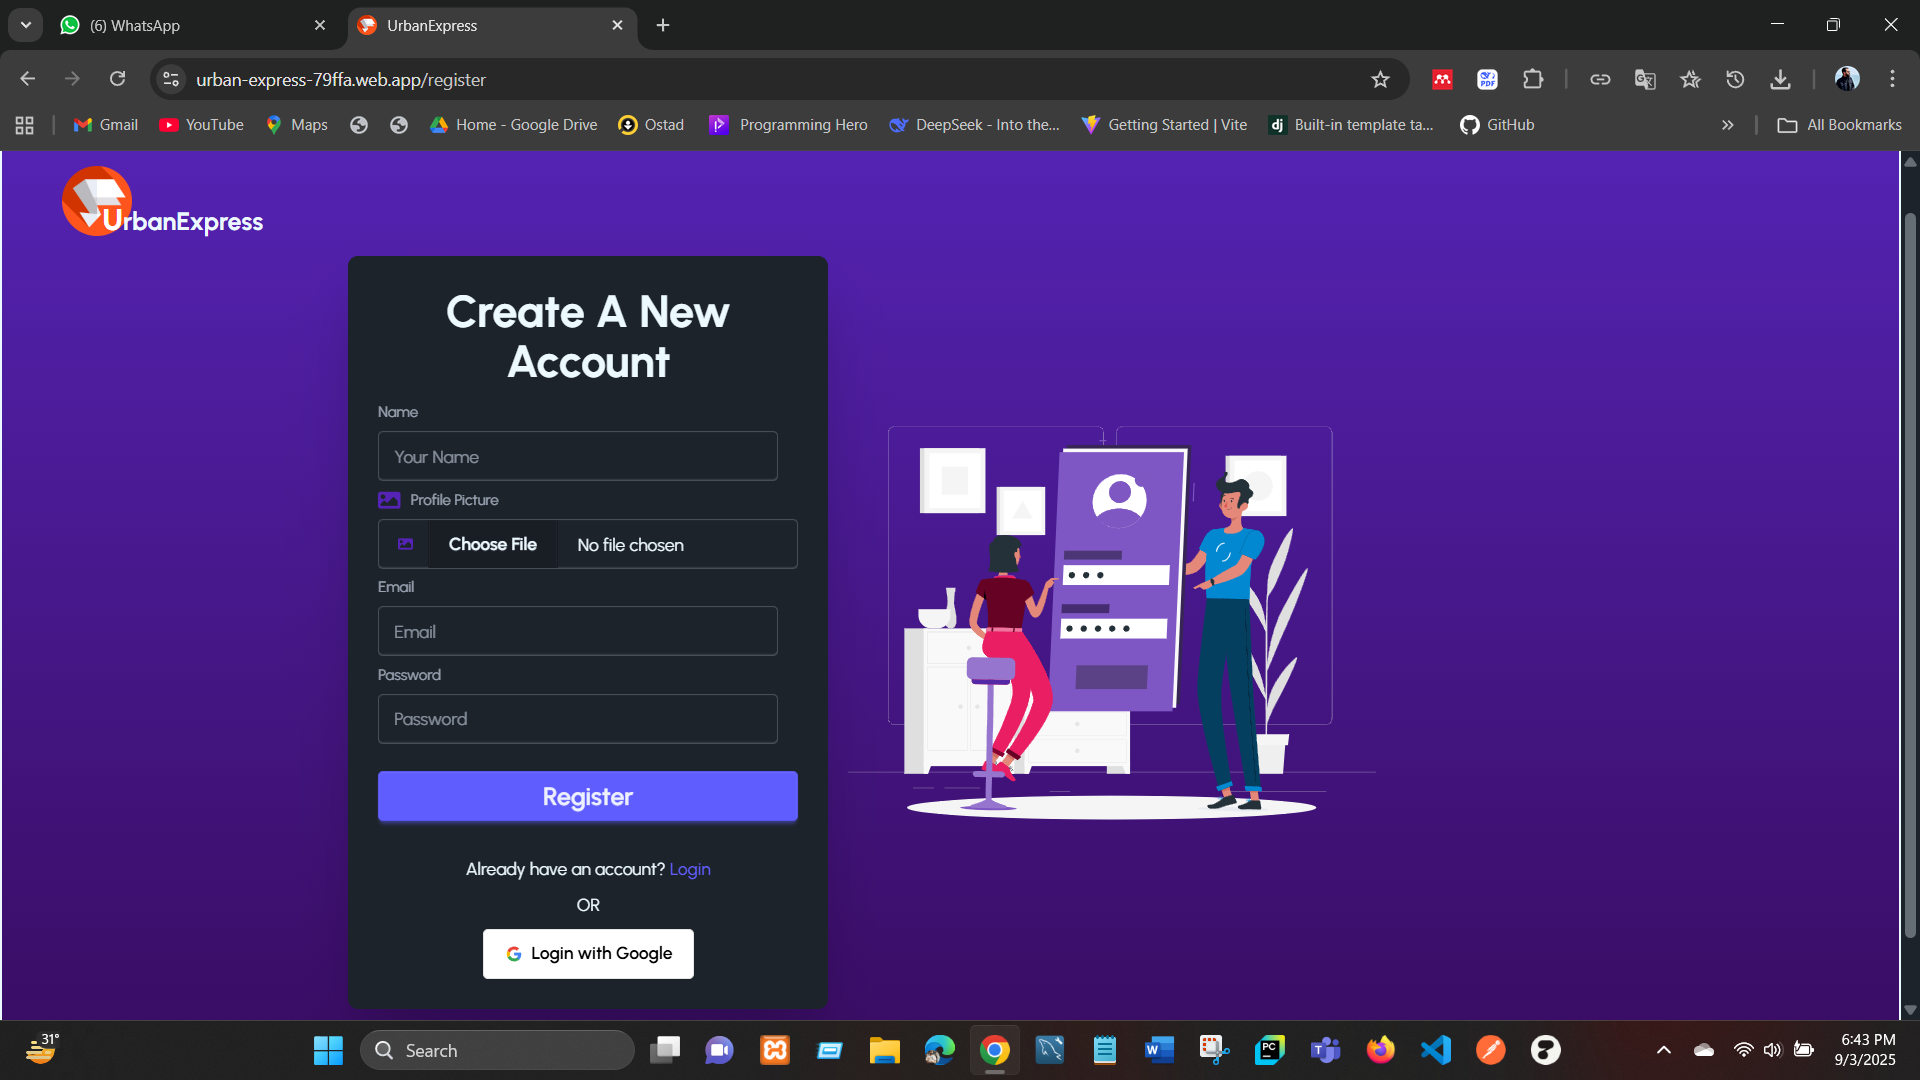 (6) WhatsApp
UrbanExpress
urban-express-79ffa.web.app/register
Gmail
YouTube
Maps
Home - Google Drive
Ostad
Programming Hero
DeepSeek - Into the...
Getting Started | Vite
Built-in template ta...
GitHub
All Bookmarks
UrbanExpress
Create A New
Account
Name
Your Name
Profile Picture
Choose File
No file chosen
Email
Email
Password
Password
Register
Already have an account? Login
OR
Login with Google
31°
Search
6:43 PM
9/3/2025